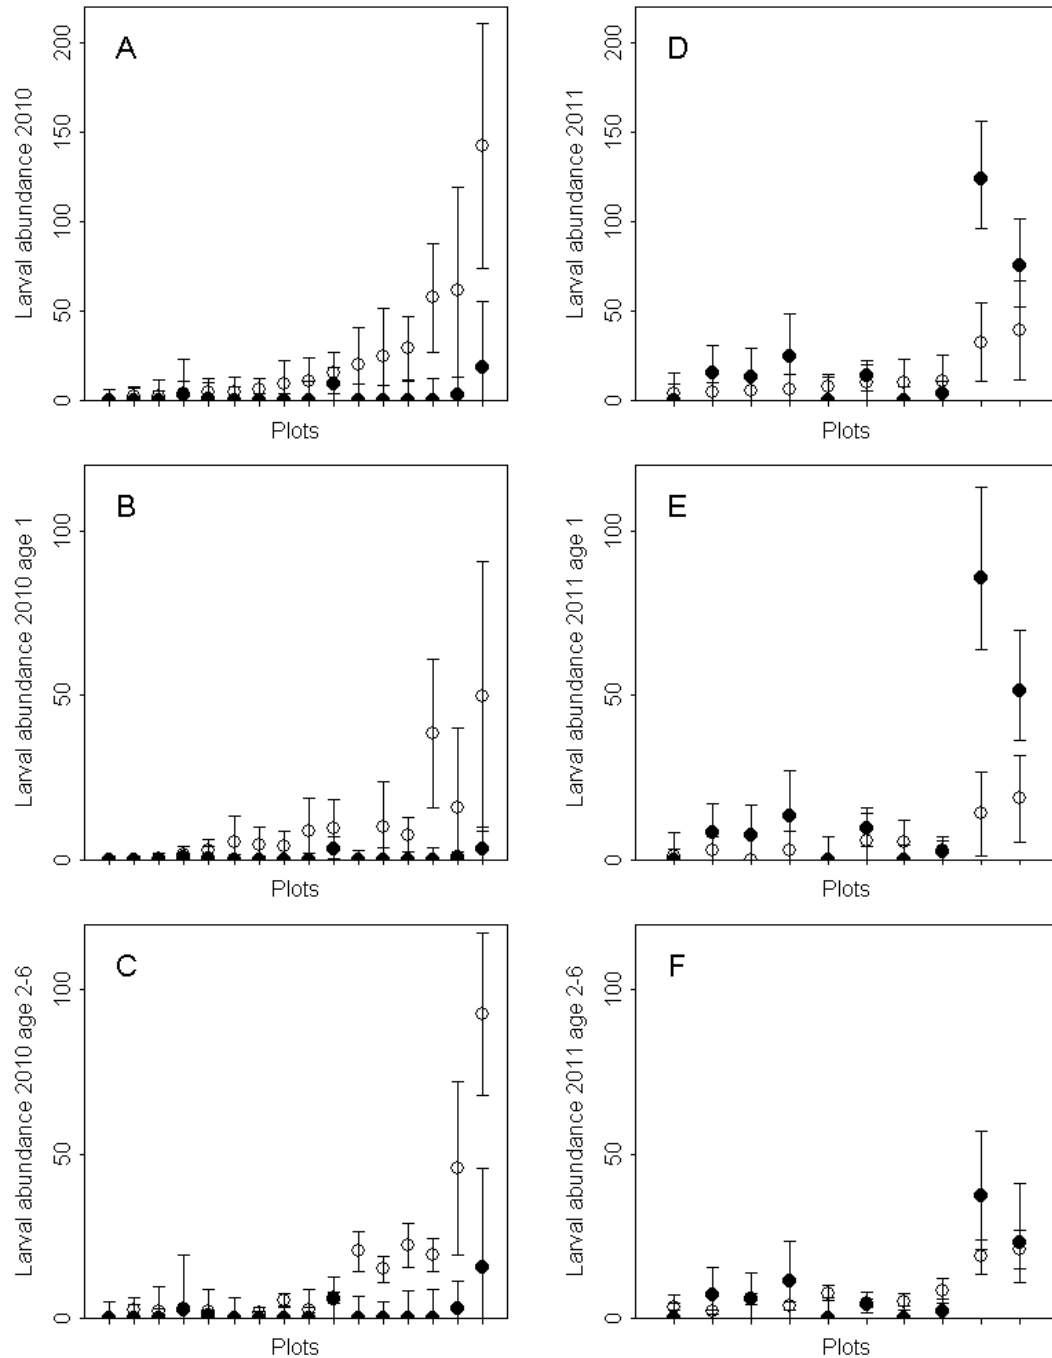 A
Larval abundance 2010
0 50 100 150 200
Plots
D
Larval abundance 2011
0 50 100 150 200
Plots
B
Larval abundance 2010 age 1
0 50 100
Plots
E
Larval abundance 2011 age 1
0 50 100
Plots
C
Larval abundance 2010 age 2-6
0 50 100
Plots
F
Larval abundance 2011 age 2-6
0 50 100
Plots